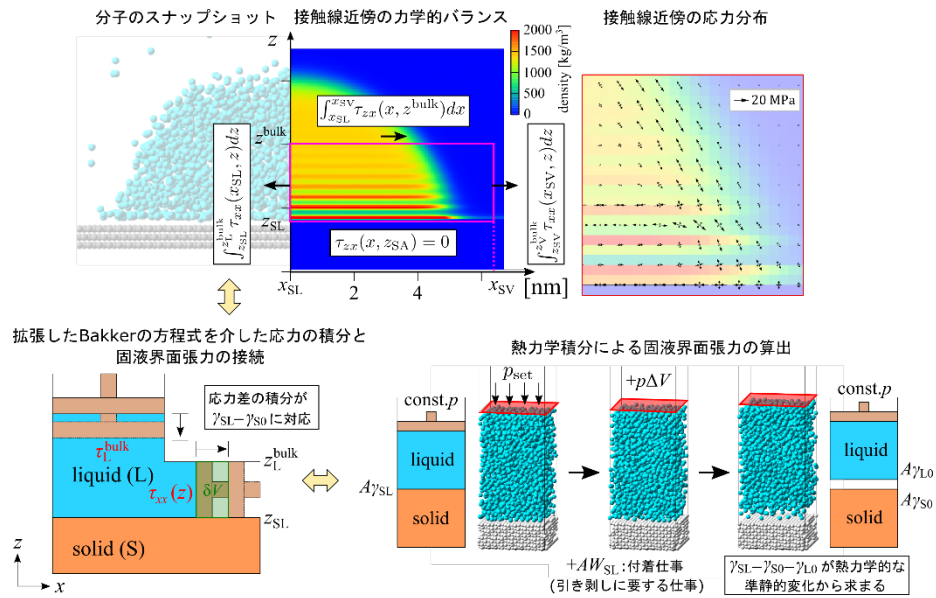 分子のスナップショット
接触線近傍の力学的バランス
接触線近傍の応力分布
z
2000
1500
1000
500
0
density [kg/m³]
∫_{x_SL}^{x_SV} τ_zx(x, z^bulk)dx
z^bulk
∫_{z_SL}^{z_L^bulk} τ_xx(x_SL, z)dz
∫_{z_SV}^{z_V^bulk} τ_xx(x_SV, z)dz
z_SL
τ_zx(x, z_SA) = 0
x_SL
2
4
x_SV
[nm]
20 MPa
拡張したBakkerの方程式を介した応力の積分と
固液界面張力の接続
応力差の積分が
γ_SL−γ_S0 に対応
τ_L^bulk
liquid (L)
τ_xx(z)
δV
z_L^bulk
z_SL
solid (S)
z
x
熱力学積分による固液界面張力の算出
const.p
p_set
+pΔV
const.p
liquid
Aγ_SL
solid
liquid
Aγ_L0
Aγ_S0
solid
+AW_SL : 付着仕事
(引き剥しに要する仕事)
γ_SL−γ_S0−γ_L0 が熱力学的な
準静的変化から求まる